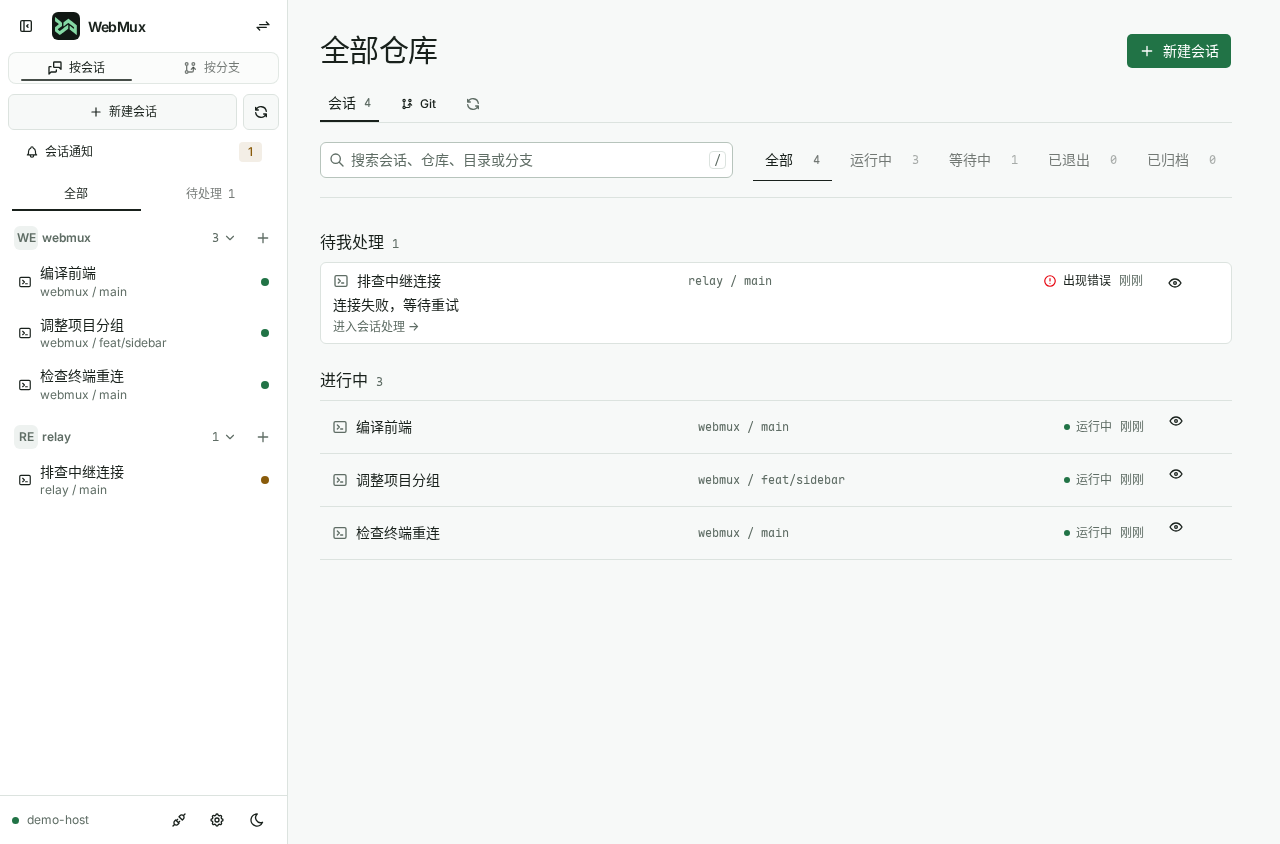 WebMux
按会话
按分支
新建会话
会话通知 1
全部
待处理 1
WE webmux 3
编译前端
webmux / main
调整项目分组
webmux / feat/sidebar
检查终端重连
webmux / main
RE relay 1
排查中继连接
relay / main
demo-host
全部仓库
新建会话
会话 4
Git
搜索会话、仓库、目录或分支 /
全部 4
运行中 3
等待中 1
已退出 0
已归档 0
待我处理 1
排查中继连接 relay / main 出现错误 刚刚
连接失败，等待重试
进入会话处理 →
进行中 3
编译前端 webmux / main 运行中 刚刚
调整项目分组 webmux / feat/sidebar 运行中 刚刚
检查终端重连 webmux / main 运行中 刚刚